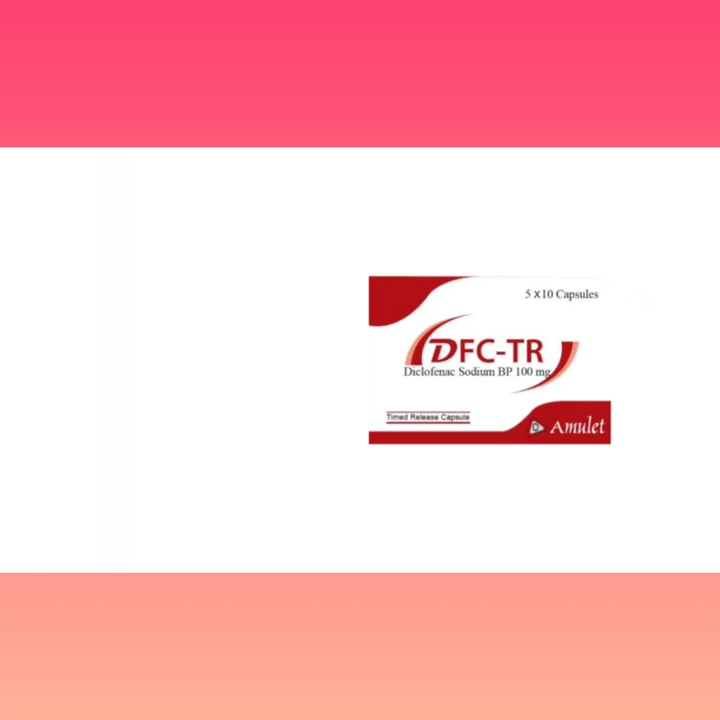 5 X10 Capsules
DFC-TR
Diclofenac Sodium BP 100 mg
Timed Release Capsule
Amulet